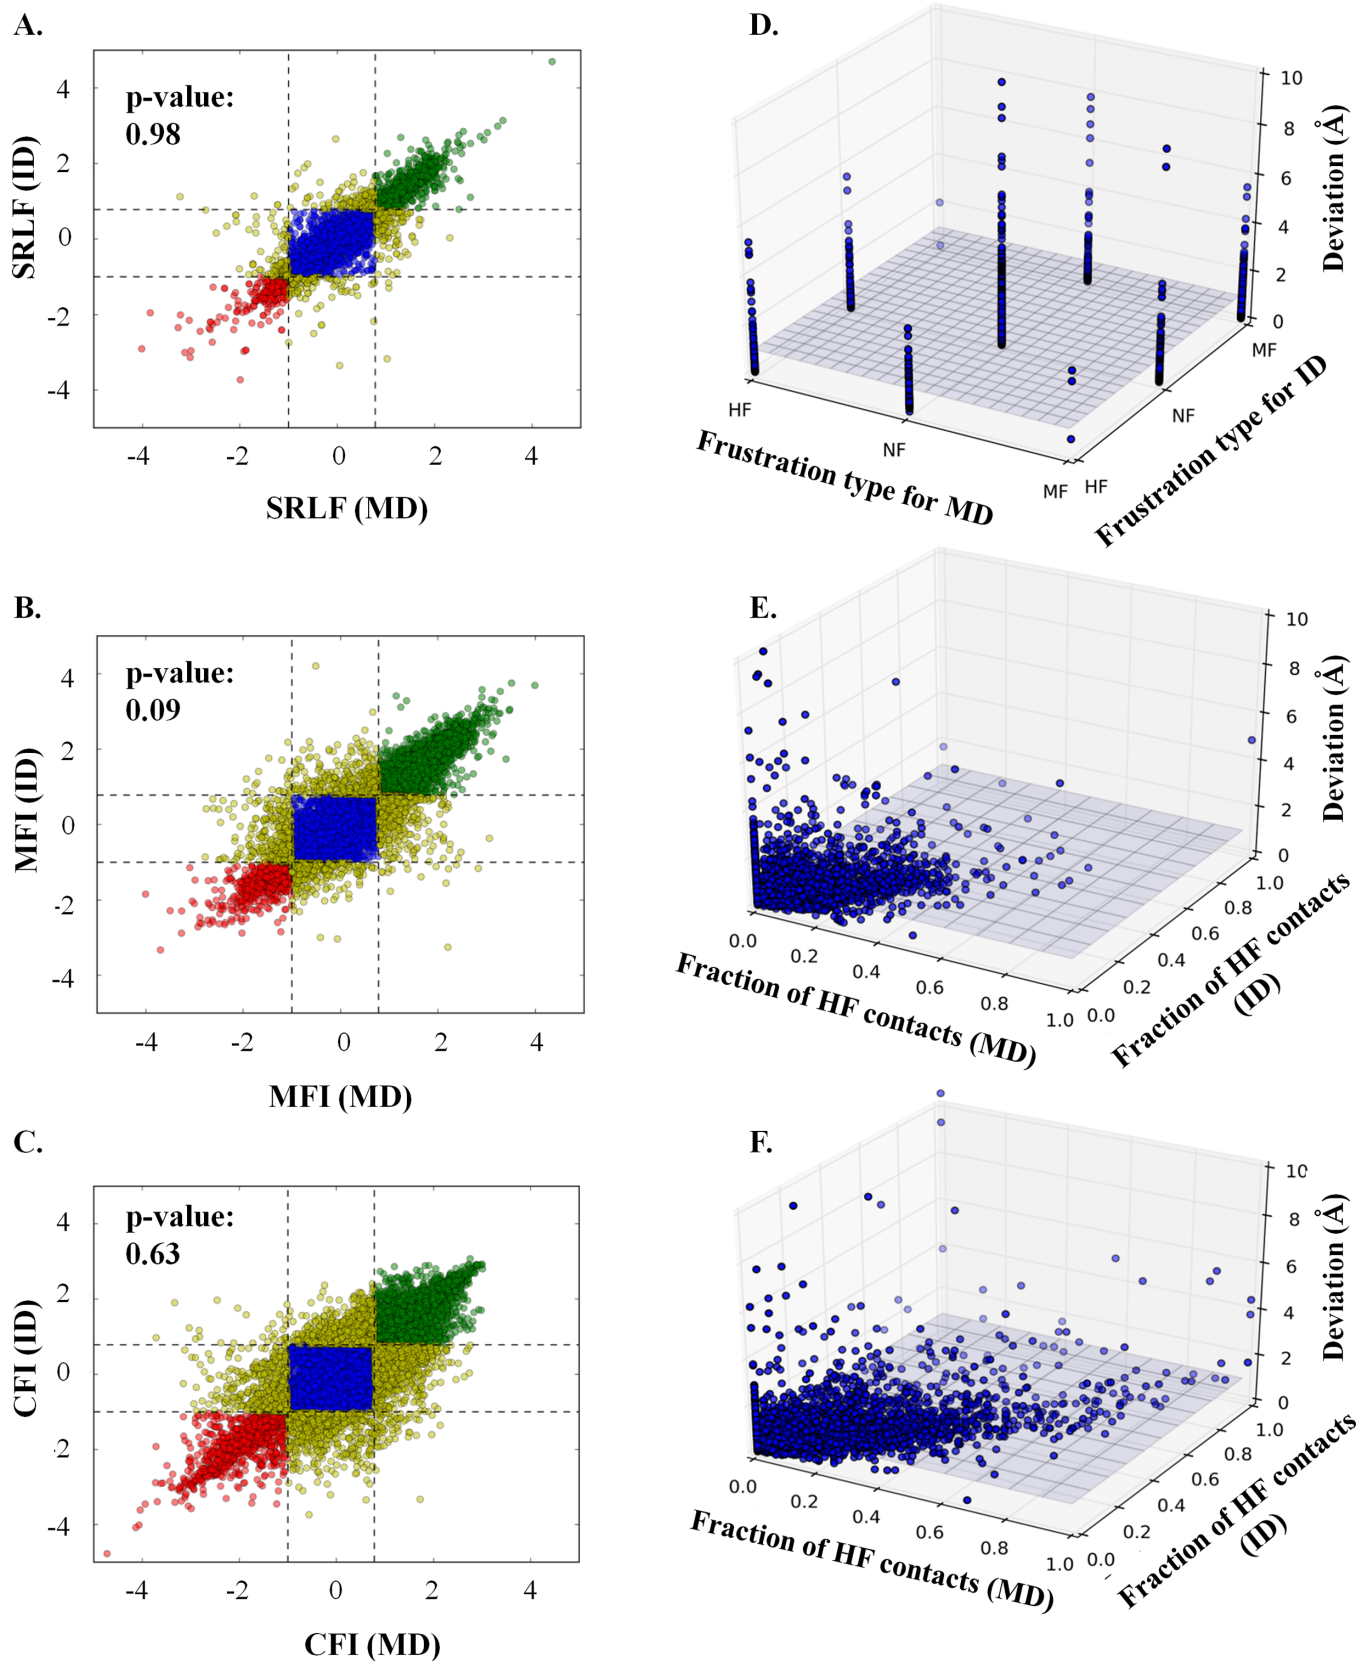 A.
p-value:
0.98
4
2
0
-2
-4
-4
-2
0
2
4
SRLF (ID)
SRLF (MD)
D.
10
8
6
4
2
0
Deviation (Å)
HF
NF
MF
HF
NF
MF
Frustration type for MD
Frustration type for ID
B.
p-value:
0.09
4
2
0
-2
-4
-4
-2
0
2
4
MFI (ID)
MFI (MD)
E.
10
8
6
4
2
0
Deviation (Å)
0.0
0.2
0.4
0.6
0.8
1.0
0.0
0.2
0.4
0.6
0.8
1.0
Fraction of HF contacts (MD)
Fraction of HF contacts
(ID)
C.
p-value:
0.63
4
2
0
-2
-4
-4
-2
0
2
4
CFI (ID)
CFI (MD)
F.
10
8
6
4
2
0
Deviation (Å)
0.0
0.2
0.4
0.6
0.8
1.0
0.0
0.2
0.4
0.6
0.8
1.0
Fraction of HF contacts (MD)
Fraction of HF contacts
(ID)